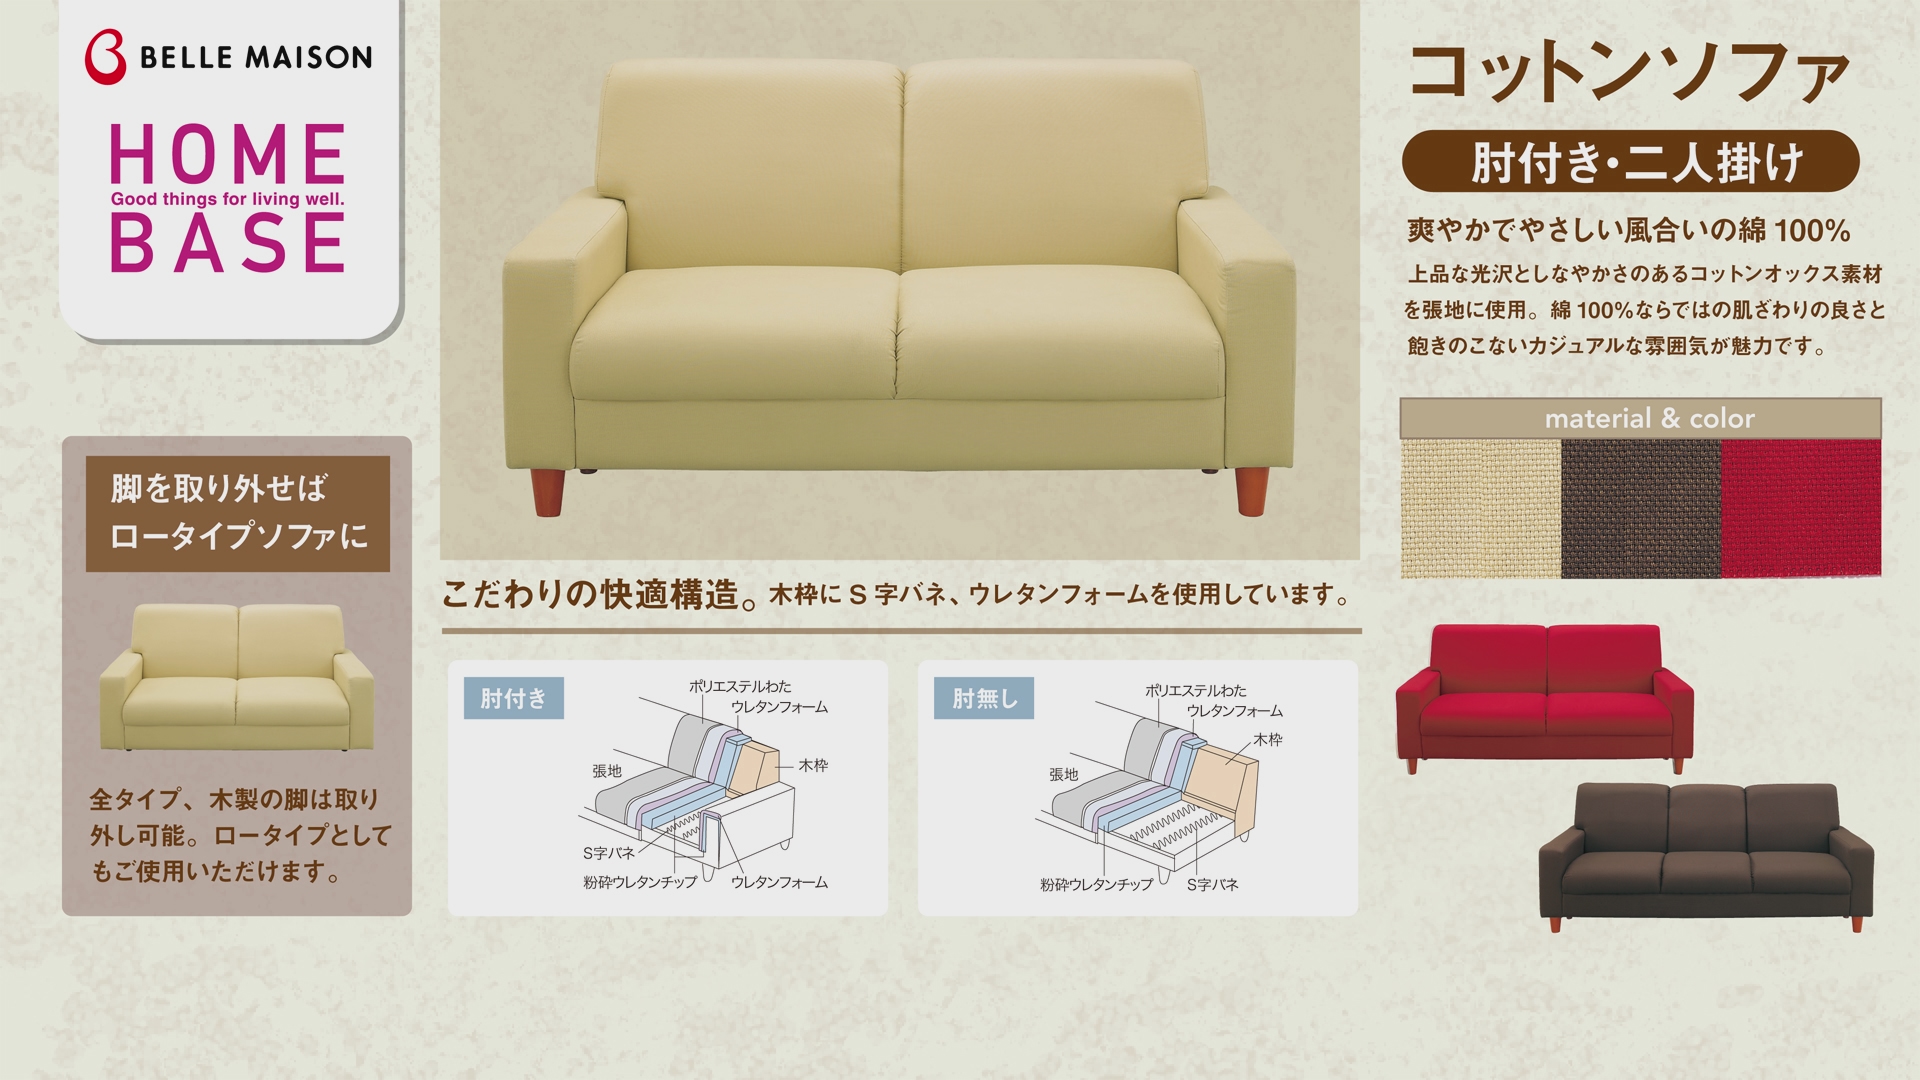 BELLE MAISON
HOME
Good things for living well.
BASE
脚を取り外せば
ロータイプソファに
全タイプ、木製の脚は取り
外し可能。ロータイプとして
もご使用いただけます。
こだわりの快適構造。木枠にS字バネ、ウレタンフォームを使用しています。
肘付き
ポリエステルわた
ウレタンフォーム
木枠
張地
S字バネ
粉砕ウレタンチップ
ウレタンフォーム
肘無し
ポリエステルわた
ウレタンフォーム
木枠
張地
粉砕ウレタンチップ
S字バネ
コットンソファ
肘付き・二人掛け
爽やかでやさしい風合いの綿100%
上品な光沢としなやかさのあるコットンオックス素材
を張地に使用。綿100%ならではの肌ざわりの良さと
飽きのこないカジュアルな雰囲気が魅力です。
material & color